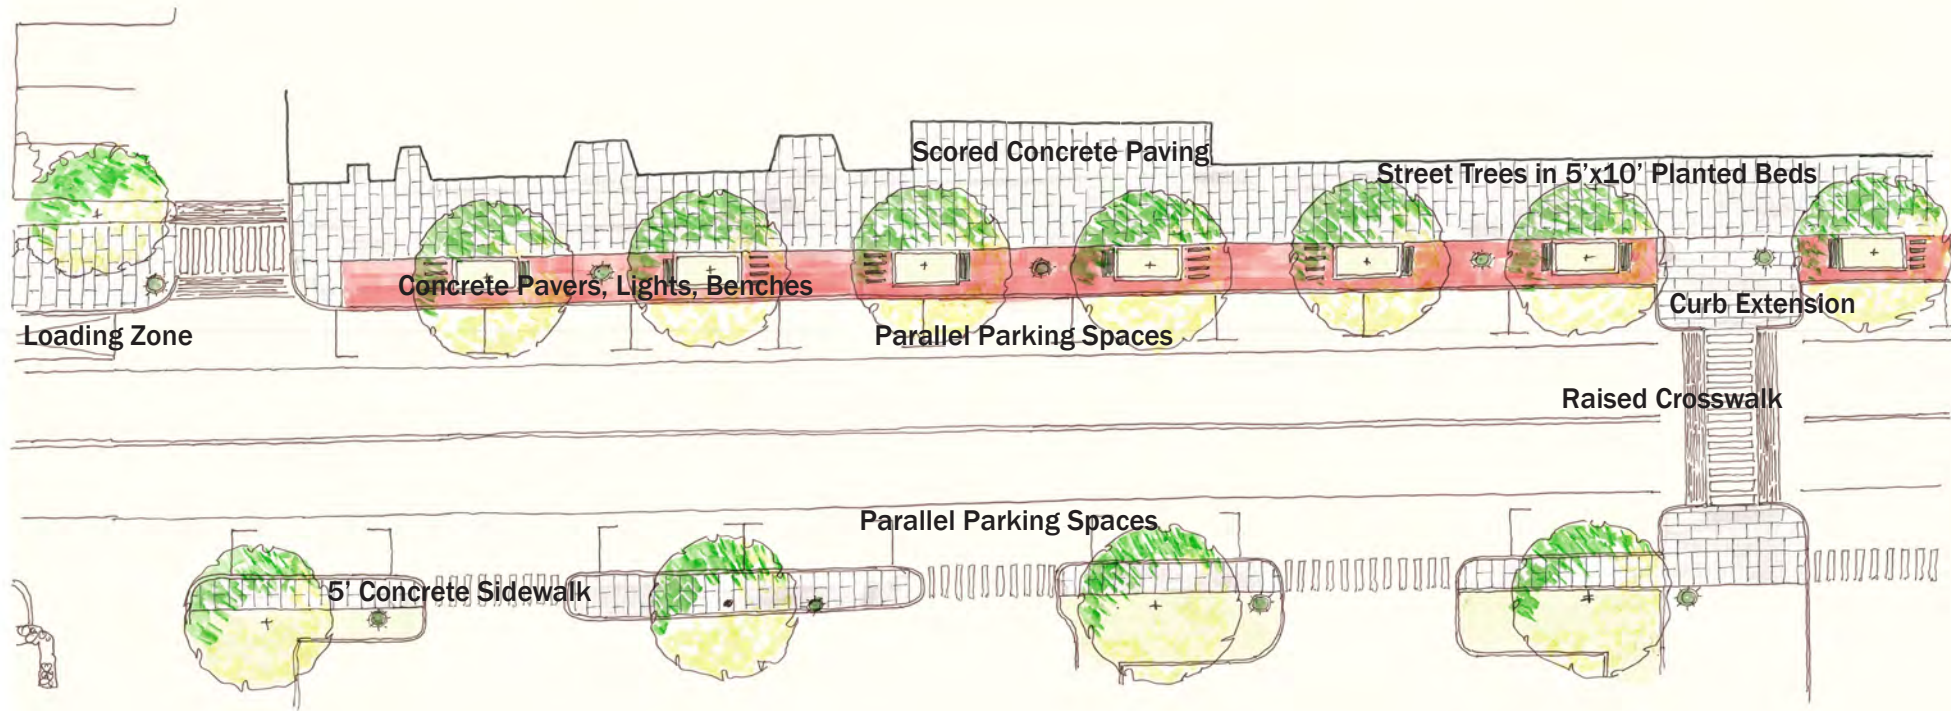 Scored Concrete Paving
Street Trees in 5'x10' Planted Beds
Concrete Pavers, Lights, Benches
Curb Extension
Loading Zone
Parallel Parking Spaces
Raised Crosswalk
Parallel Parking Spaces
5' Concrete Sidewalk